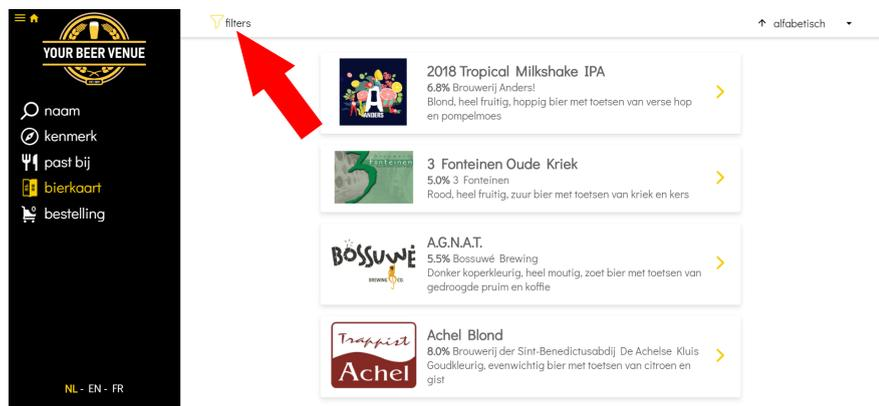 filters
↑ alfabetisch
YOUR BEER VENUE
naam
kenmerk
past bij
bierkaart
bestelling
NL - EN - FR
ANDERS
2018 Tropical Milkshake IPA
6.8% Brouwerij Anders!
Blond, heel fruitig, hoppig bier met toetsen van verse hop
en pompelmoes
3 Fonteinen
3 Fonteinen Oude Kriek
5.0% 3 Fonteinen
Rood, heel fruitig, zuur bier met toetsen van kriek en kers
BOSSUWÉ
BREWING CO.
A.G.N.A.T.
5.5% Bossuwé Brewing
Donker koperkleurig, heel moutig, zoet bier met toetsen van
gedroogde pruim en koffie
Trappist
Achel
Achel Blond
8.0% Brouwerij der Sint-Benedictusabdij De Achelse Kluis
Goudkleurig, evenwichtig bier met toetsen van citroen en
gist